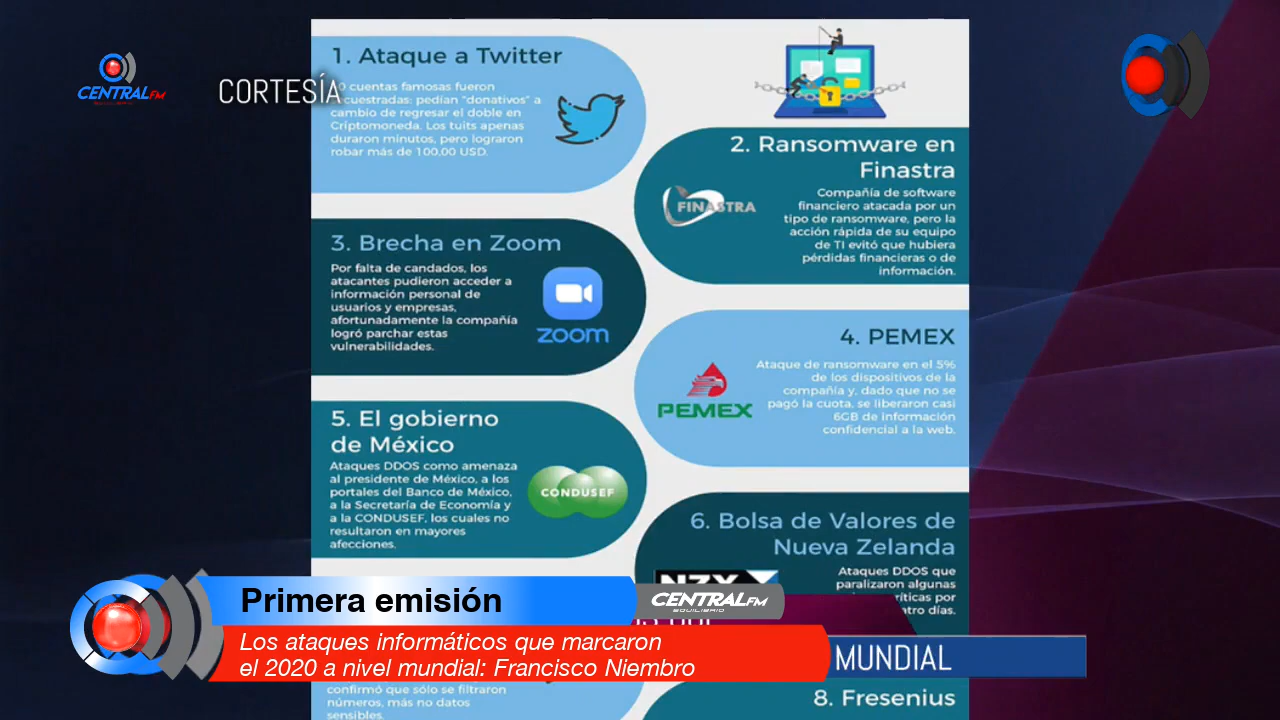 CENTRAL FM
CORTESÍA
1. Ataque a Twitter
cuentas famosas fueron
cuestradas: pedían "donativos" a
cambio de regresar el doble en
Criptomoneda. Los tuits apenas
duraron minutos, pero lograron
robar más de 100.00 USD.
2. Ransomware en
Finastra
FINASTRA
Compañía de software
financiero atacada por un
tipo de ransomware, pero la
acción rápida de su equipo
de TI evitó que hubiera
pérdidas financieras o de
información.
3. Brecha en Zoom
Por falta de candados, los
atacantes pudieron acceder a
información personal de
usuarios y empresas,
afortunadamente la compañía
logró parchar estas
vulnerabilidades.
zoom
4. PEMEX
Ataque de ransomware en el 5%
de los dispositivos de la
compañía y, dado que no se
pagó la cuota, se liberaron casi
6GB de información
confidencial a la web.
PEMEX
5. El gobierno
de México
Ataques DDOS como amenaza
al presidente de México, a los
portales del Banco de México,
a la Secretaría de Economía y
a la CONDUSEF, los cuales no
resultaron en mayores
afecciones.
CONDUSEF
6. Bolsa de Valores de
Nueva Zelanda
NZX
Ataques DDOS que
paralizaron algunas
por
días.
Primera emisión
CENTRAL FM
EQUILIBRIO
Los ataques informáticos que marcaron
el 2020 a nivel mundial: Francisco Niembro
MUNDIAL
confirmó que sólo se filtraron
números, más no datos
sensibles.
8. Fresenius